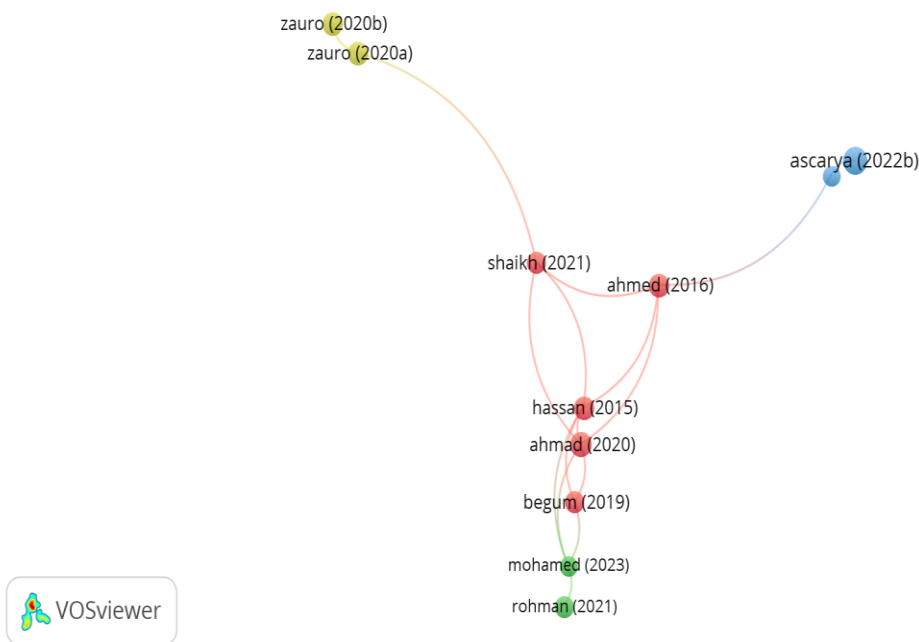 zauro (2020b)
zauro (2020a)
ascarya (2022b)
shaikh (2021)
ahmed (2016)
hassan (2015)
ahmad (2020)
begum (2019)
mohamed (2023)
rohman (2021)
VOSviewer